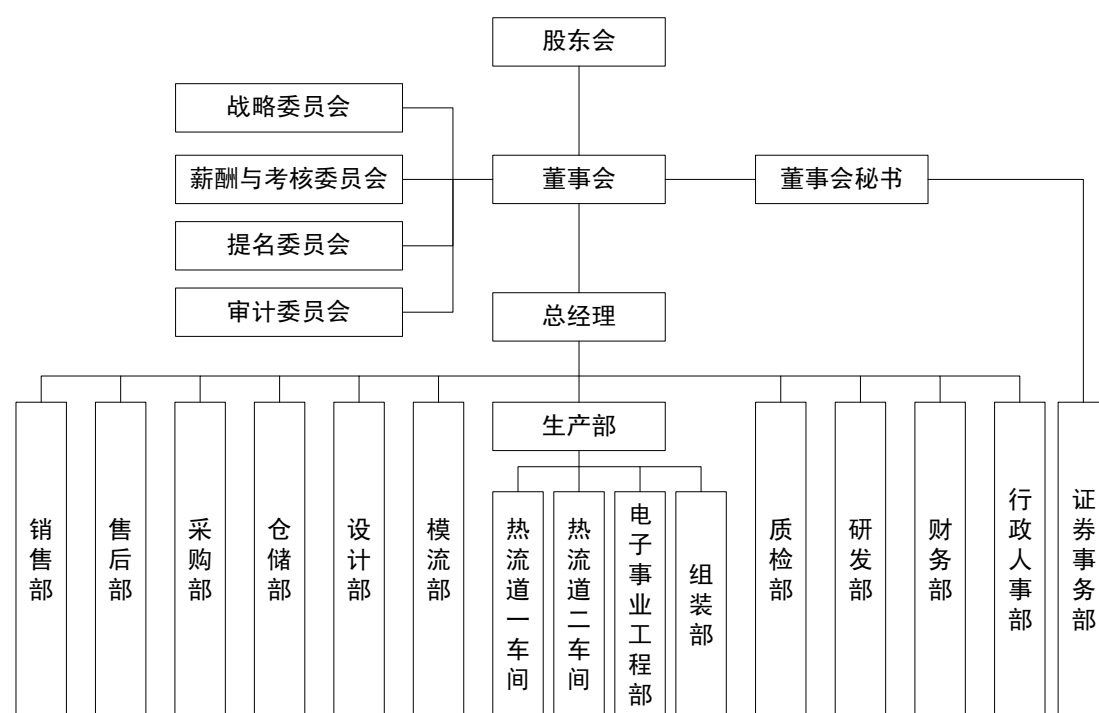 股东会
战略委员会
薪酬与考核委员会
董事会
董事会秘书
提名委员会
审计委员会
总经理
生产部
销售部
售后部
采购部
仓储部
设计部
模流部
热流道一车间
热流道二车间
电子事业工程部
组装部
质检部
研发部
财务部
行政人事部
证券事务部